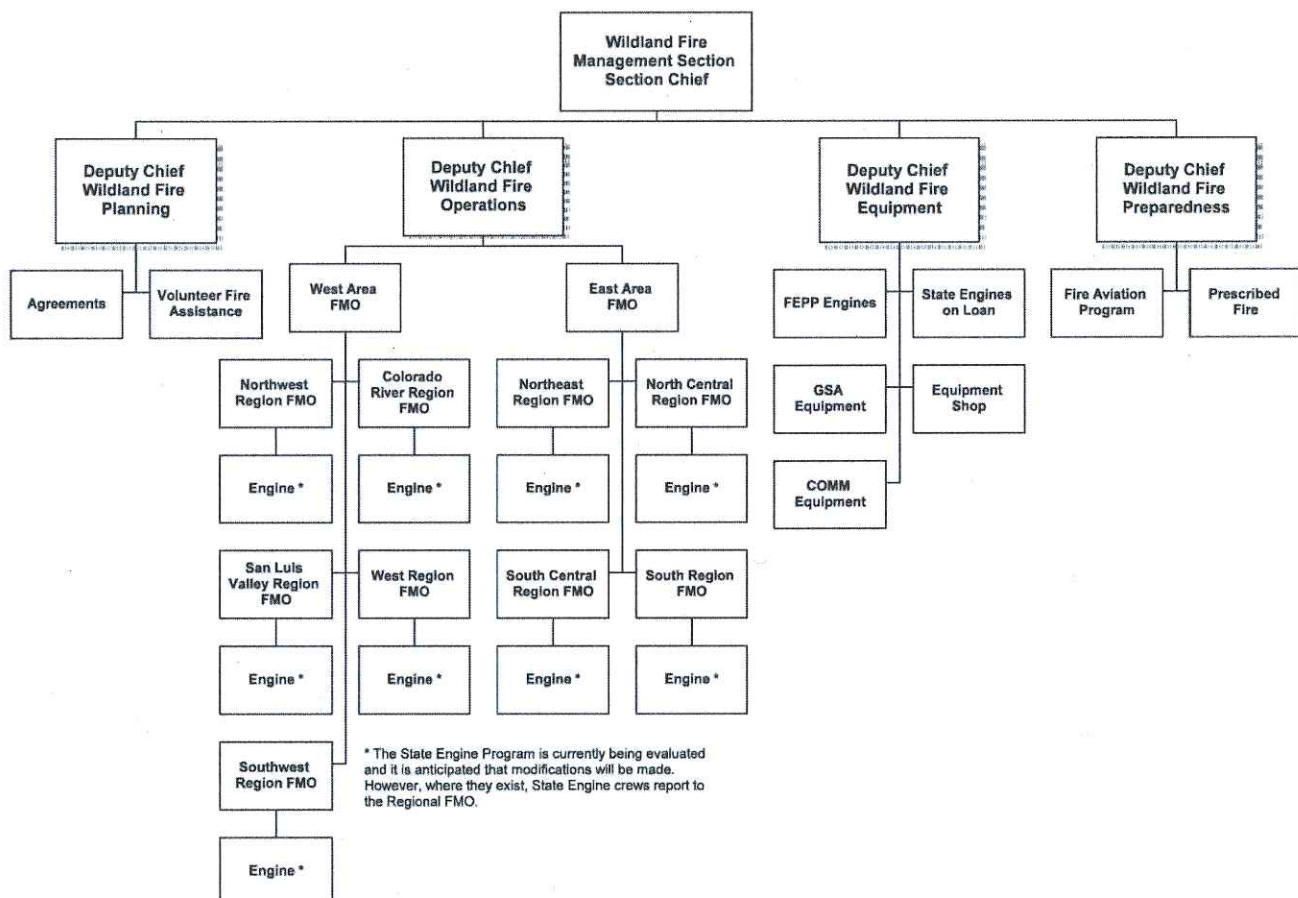 Wildland Fire
Management Section
Section Chief
Deputy Chief
Wildland Fire
Planning
Deputy Chief
Wildland Fire
Operations
Deputy Chief
Wildland Fire
Equipment
Deputy Chief
Wildland Fire
Preparedness
Agreements
Volunteer Fire
Assistance
West Area
FMO
East Area
FMO
FEPP Engines
State Engines
on Loan
Fire Aviation
Program
Prescribed
Fire
Northwest
Region FMO
Colorado
River Region
FMO
Northeast
Region FMO
North Central
Region FMO
GSA
Equipment
Equipment
Shop
Engine *
Engine *
Engine *
Engine *
COMM
Equipment
San Luis
Valley Region
FMO
West Region
FMO
South Central
Region FMO
South Region
FMO
Engine *
Engine *
Engine *
Engine *
Southwest
Region FMO
* The State Engine Program is currently being evaluated
and it is anticipated that modifications will be made.
However, where they exist, State Engine crews report to
the Regional FMO.
Engine *